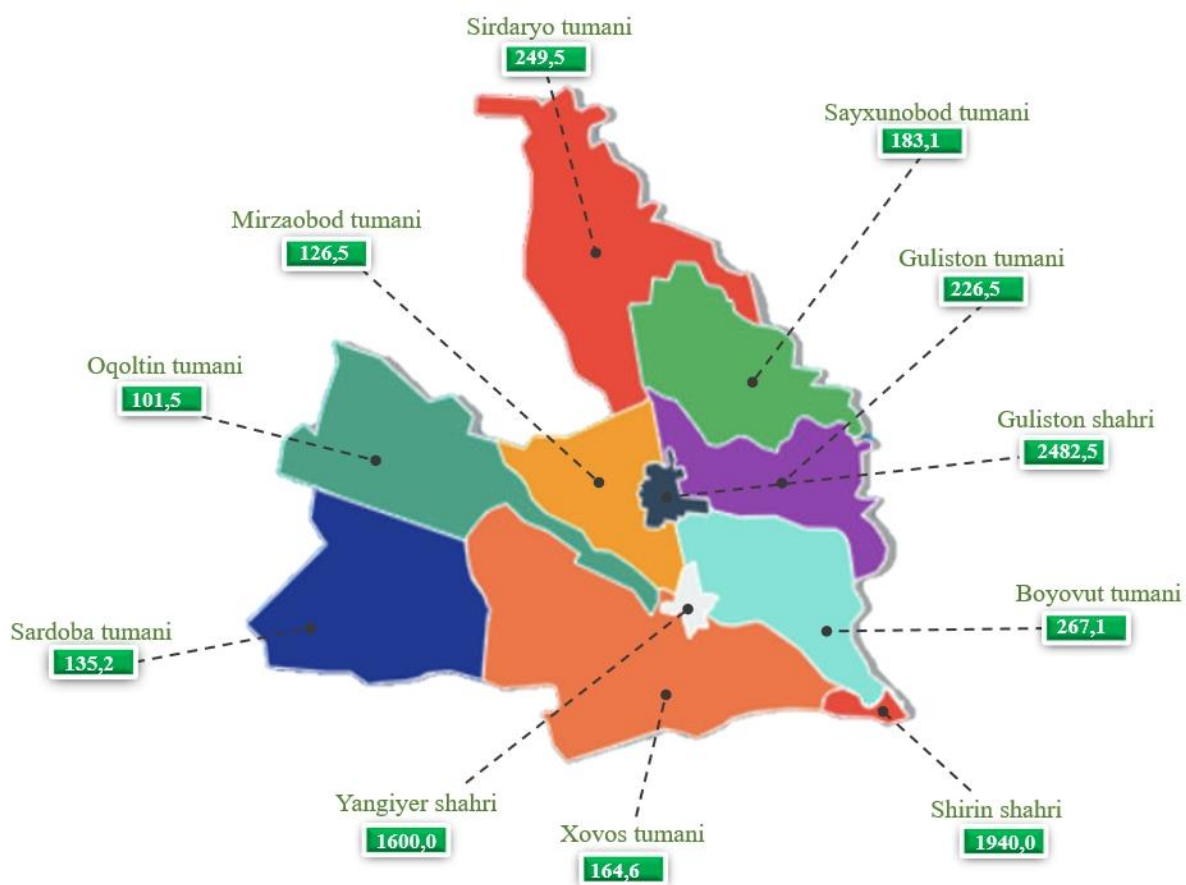 Sirdaryo tumani
249,5
Sayxunobod tumani
183,1
Mirzaobod tumani
126,5
Guliston tumani
226,5
Oqoltin tumani
101,5
Guliston shahri
2482,5
Boyovut tumani
267,1
Sardoba tumani
135,2
Yangiyer shahri
1600,0
Xovos tumani
164,6
Shirin shahri
1940,0